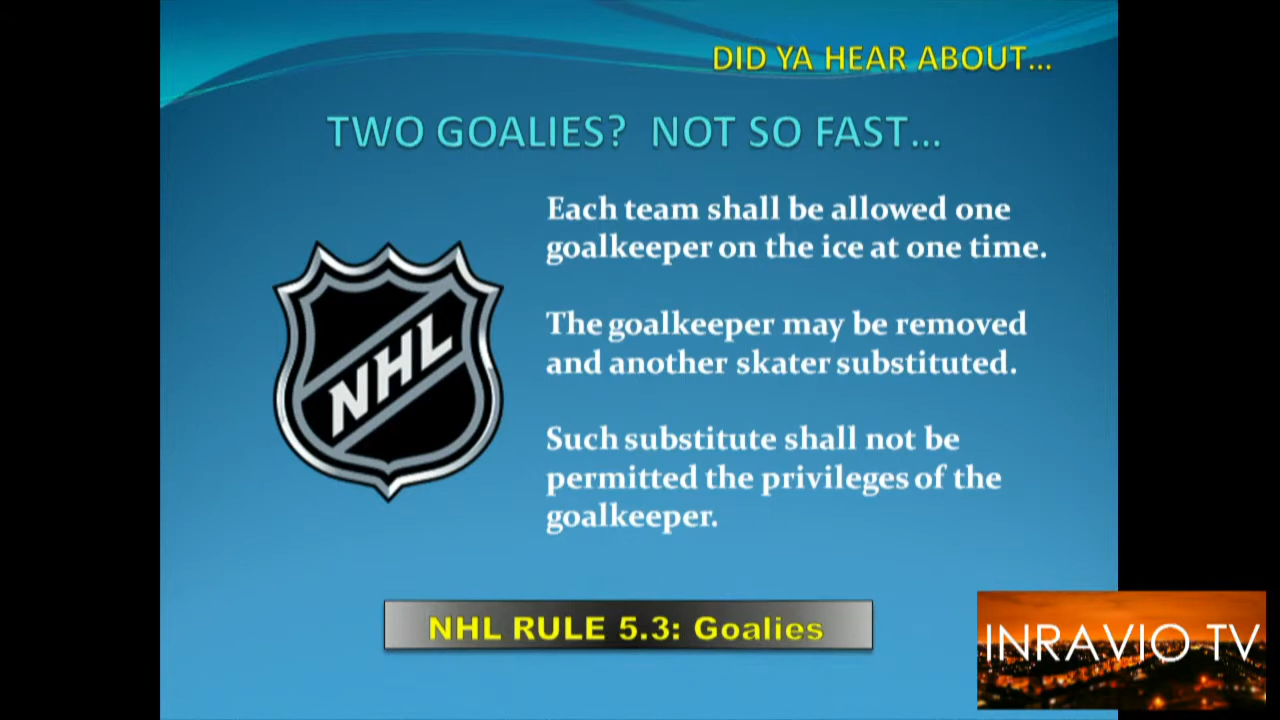 DID YA HEAR ABOUT...
TWO GOALIES? NOT SO FAST...
Each team shall be allowed one
goalkeeper on the ice at one time.
The goalkeeper may be removed
and another skater substituted.
Such substitute shall not be
permitted the privileges of the
goalkeeper.
NHL
NHL RULE 5.3: Goalies
INRAVIO TV